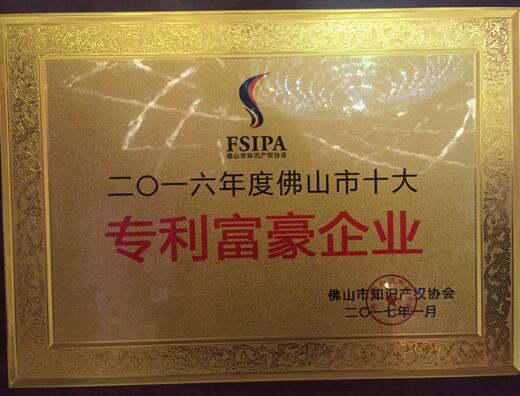 FSIPA
佛山市知识产权协会
二〇一六年度佛山市十大
专利富豪企业
佛山市知识产权协会
二〇一七年一月